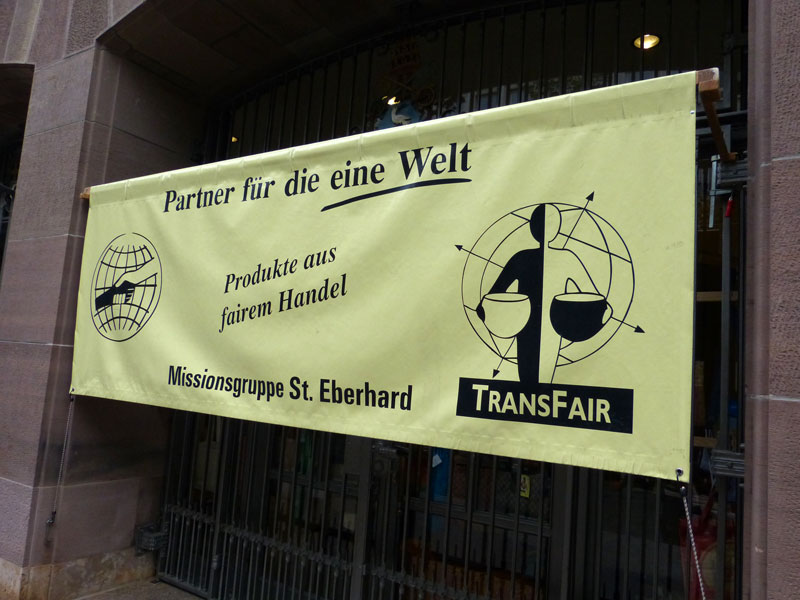 Partner für die eine Welt
Produkte aus
fairem Handel
Missionsgruppe St. Eberhard
TRANSFAIR